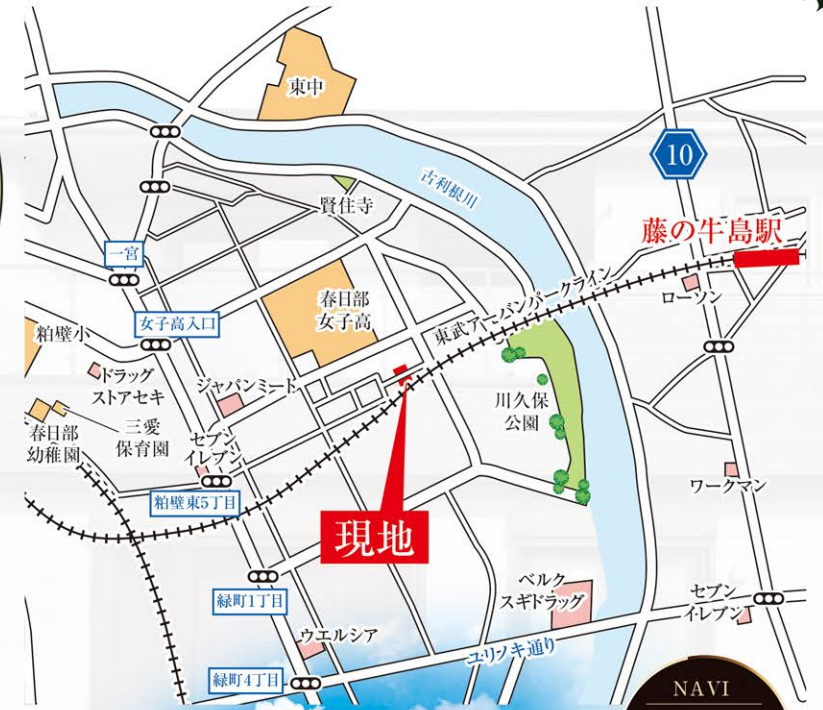 東中
10
古利根川
賢住寺
藤の牛島駅
一宮
ローソン
春日部
女子高
東武アーバンパークライン
女子高入口
粕壁小
ドラッグ
ストアセキ
ジャパンミート
川久保
公園
春日部
幼稚園
三愛
保育園
セブン
イレブン
粕壁東5丁目
ワークマン
現地
ベルク
スギドラッグ
セブン
イレブン
緑町1丁目
ウエルシア
ユリノキ通り
緑町4丁目
NAVI